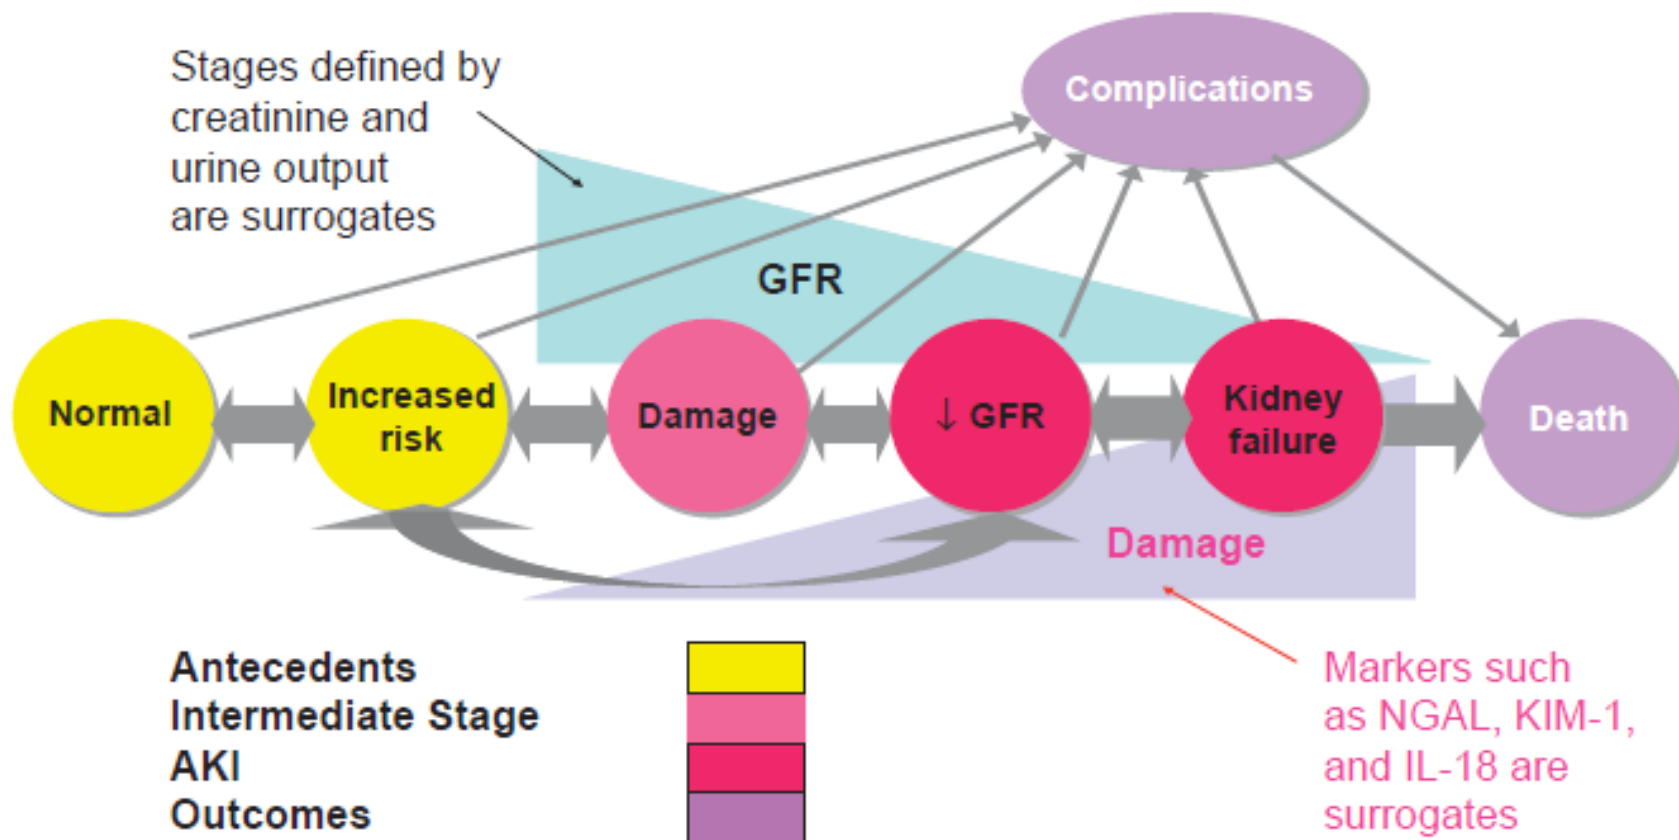 Stages defined by
creatinine and
urine output
are surrogates
Complications
GFR
Normal
Increased
risk
Damage
↓ GFR
Kidney
failure
Death
Damage
Antecedents
Intermediate Stage
AKI
Outcomes
Markers such
as NGAL, KIM-1,
and IL-18 are
surrogates